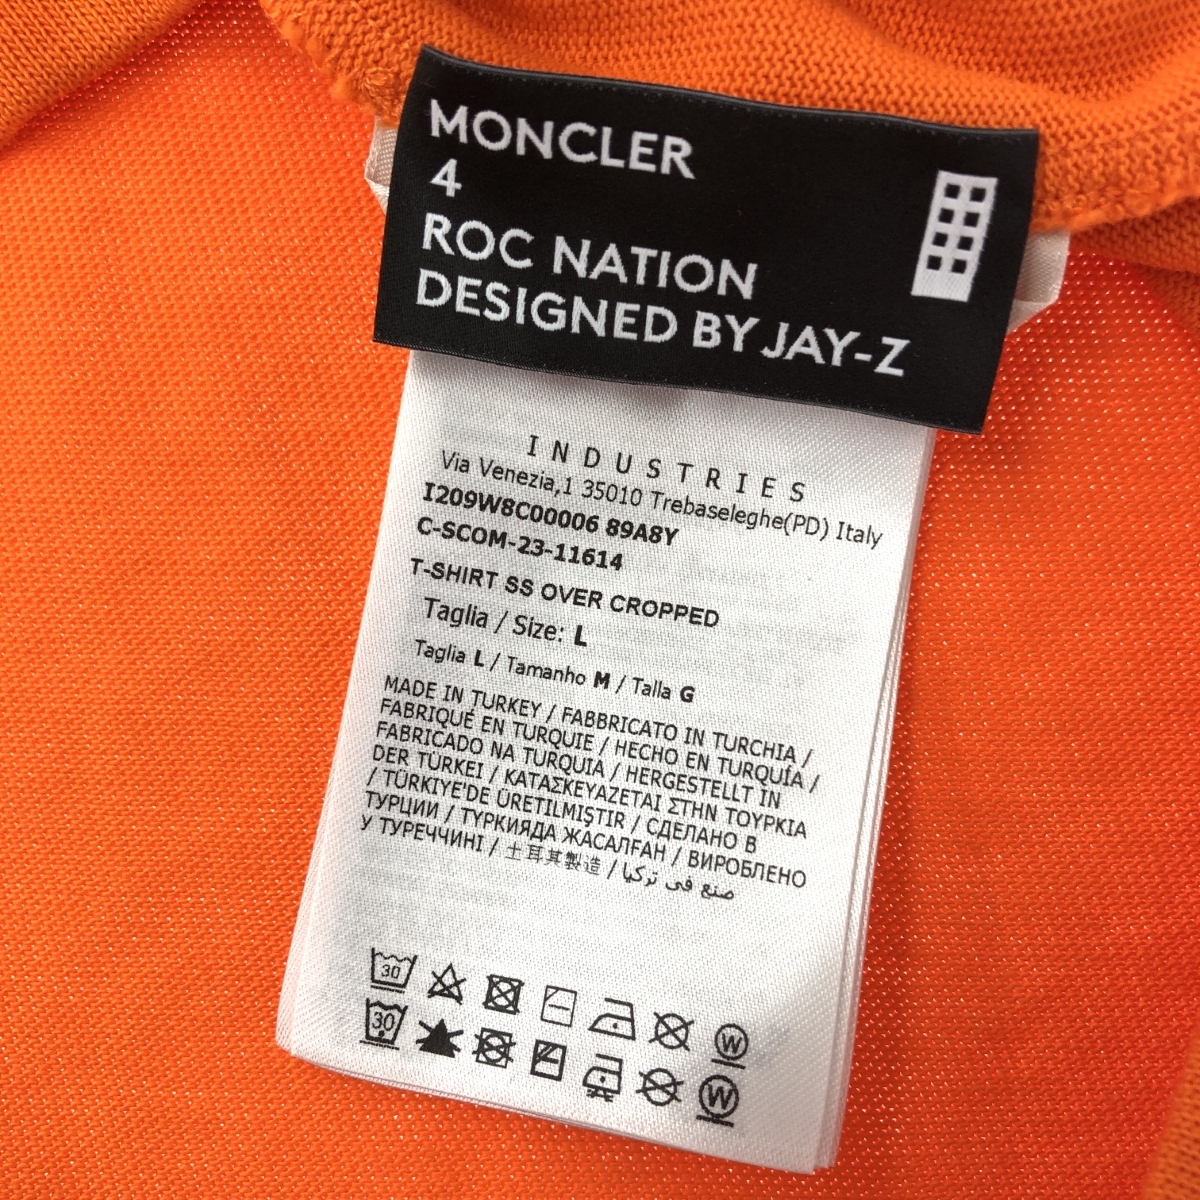 MONCLER
4
ROC NATION
DESIGNED BY JAY-Z
INDUSTRIES
Via Venezia,1 35010 Trebaseleghe(PD) Italy
I209W8C00006 89A8Y
C-SCOM-23-11614
T-SHIRT SS OVER CROPPED
Taglia / Size: L
Taglia L / Tamanho M / Talla G
MADE IN TURKEY / FABBRICATO IN TURCHIA /
FABRIQUÉ EN TURQUIE / HECHO EN TURQUÍA /
FABRICADO NA TURQUIA / HERGESTELLT IN
DER TÜRKEI / ΚΑΤΑΣΚΕΥΑΖΕΤΑΙ ΣΤΗΝ ΤΟΥΡΚΙΑ
/ TÜRKIYE'DE ÜRETILMIŞTIR / СДЕЛАНО В
ТУРЦИИ / ТҮРКИЯДА ЖАСАЛҒАН / ВИРОБЛЕНО
У ТУРЕЧЧИНІ / 土耳其製造 / صنع في تركيا
30
W
30
W